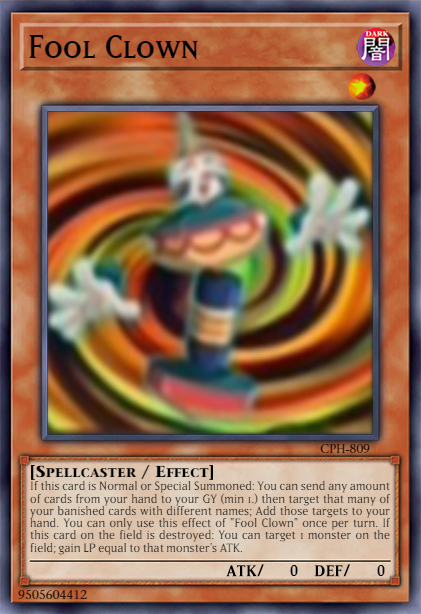 Fool Clown
DARK
闇
CPH-809
[Spellcaster / Effect]
If this card is Normal or Special Summoned: You can send any amount
of cards from your hand to your GY (min 1.) then target that many of
your banished cards with different names; Add those targets to your
hand. You can only use this effect of "Fool Clown" once per turn. If
this card on the field is destroyed: You can target 1 monster on the
field; gain LP equal to that monster's ATK.
ATK/ 0 DEF/ 0
9505604412